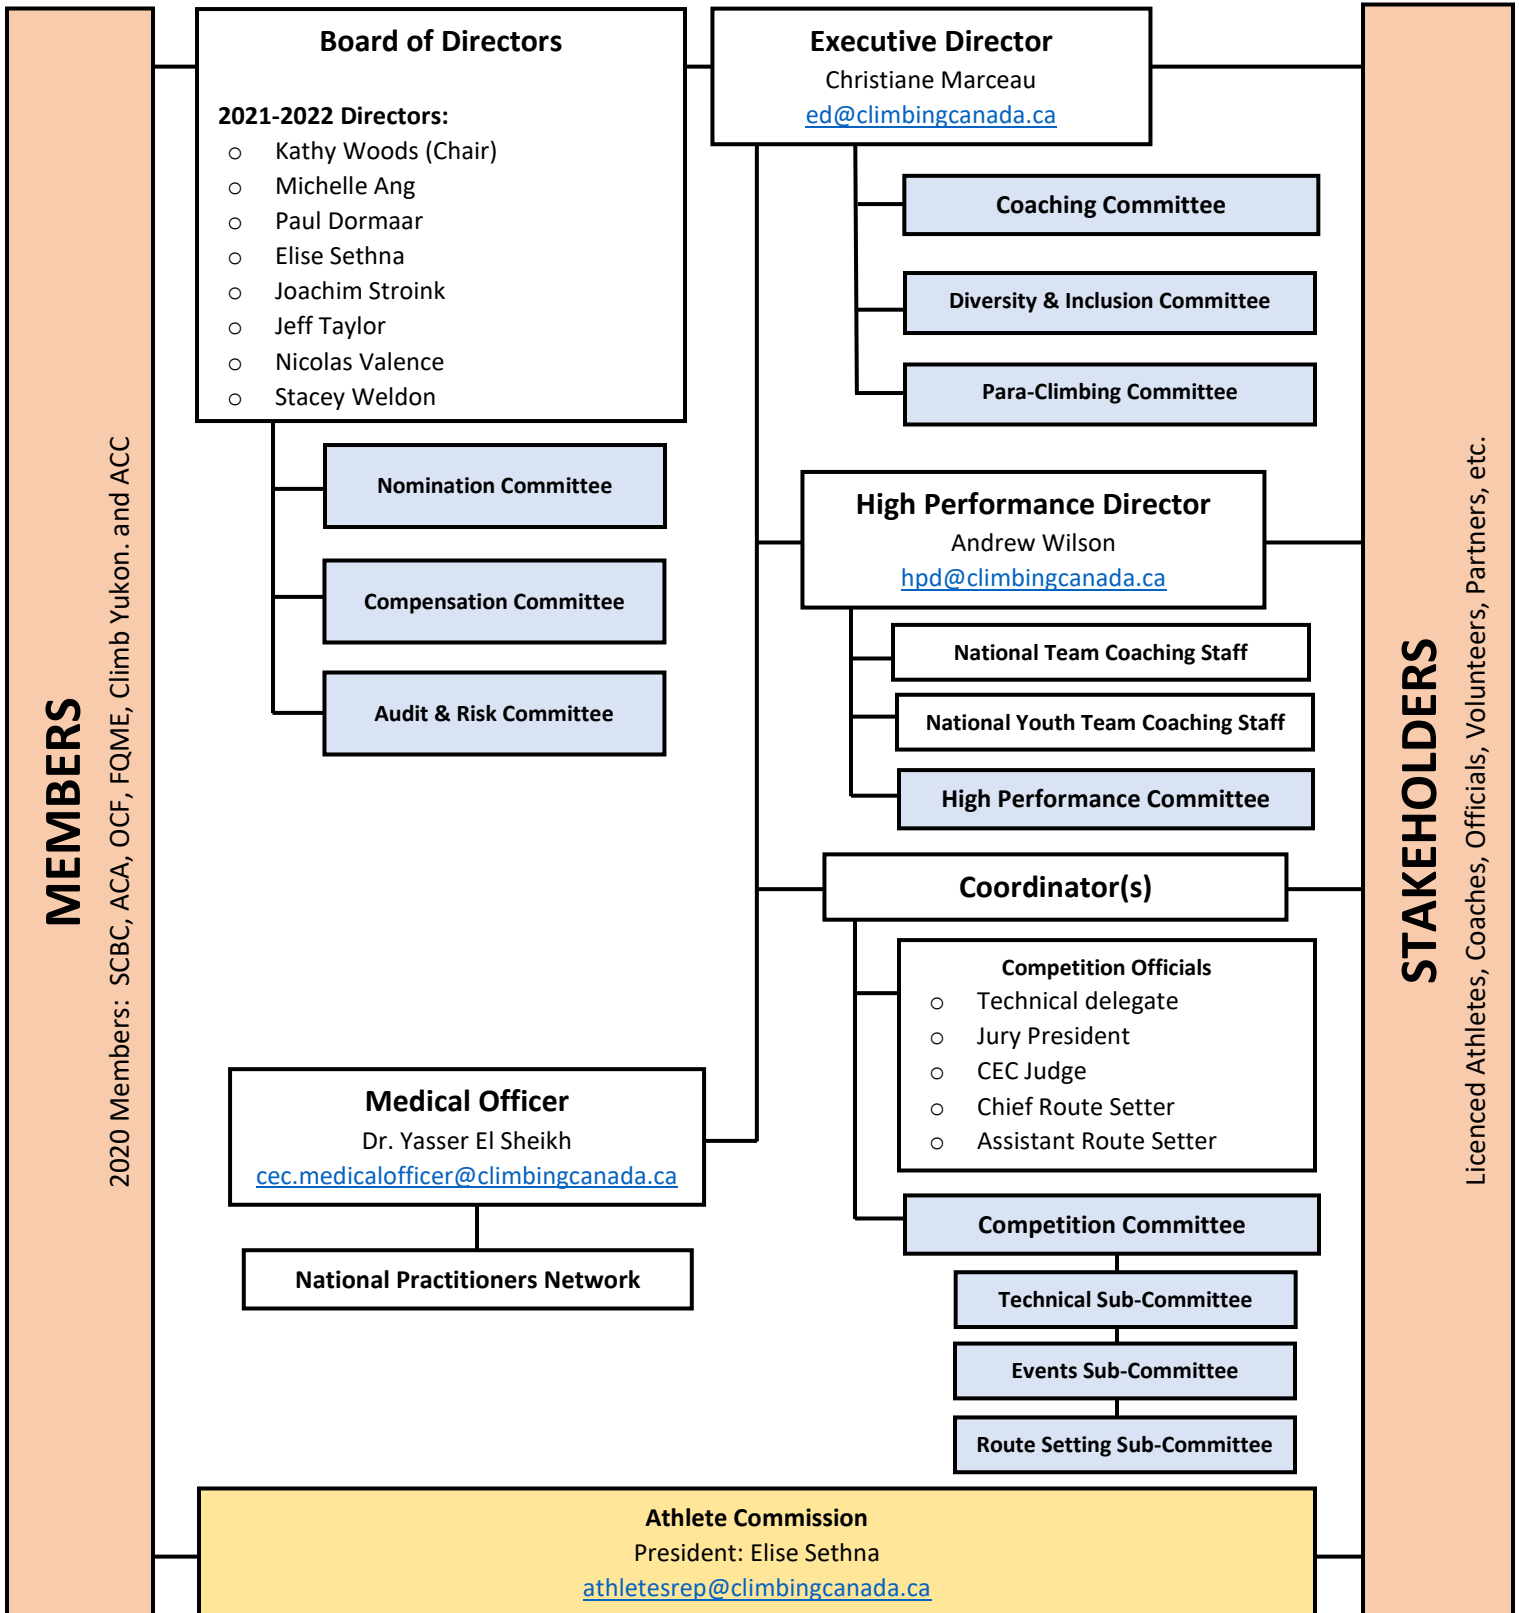 MEMBERS
2020 Members: SCBC, ACA, OCF, FQME, Climb Yukon. and ACC
Board of Directors
2021-2022 Directors:
o Kathy Woods (Chair)
o Michelle Ang
o Paul Dormaar
o Elise Sethna
o Joachim Stroink
o Jeff Taylor
o Nicolas Valence
o Stacey Weldon
Nomination Committee
Compensation Committee
Audit & Risk Committee
Executive Director
Christiane Marceau
ed@climbingcanada.ca
Coaching Committee
Diversity & Inclusion Committee
Para-Climbing Committee
High Performance Director
Andrew Wilson
hpd@climbingcanada.ca
National Team Coaching Staff
National Youth Team Coaching Staff
High Performance Committee
Coordinator(s)
Competition Officials
o Technical delegate
o Jury President
o CEC Judge
o Chief Route Setter
o Assistant Route Setter
Competition Committee
Technical Sub-Committee
Events Sub-Committee
Route Setting Sub-Committee
Medical Officer
Dr. Yasser El Sheikh
cec.medicalofficer@climbingcanada.ca
National Practitioners Network
Athlete Commission
President: Elise Sethna
athletesrep@climbingcanada.ca
STAKEHOLDERS
Licenced Athletes, Coaches, Officials, Volunteers, Partners, etc.